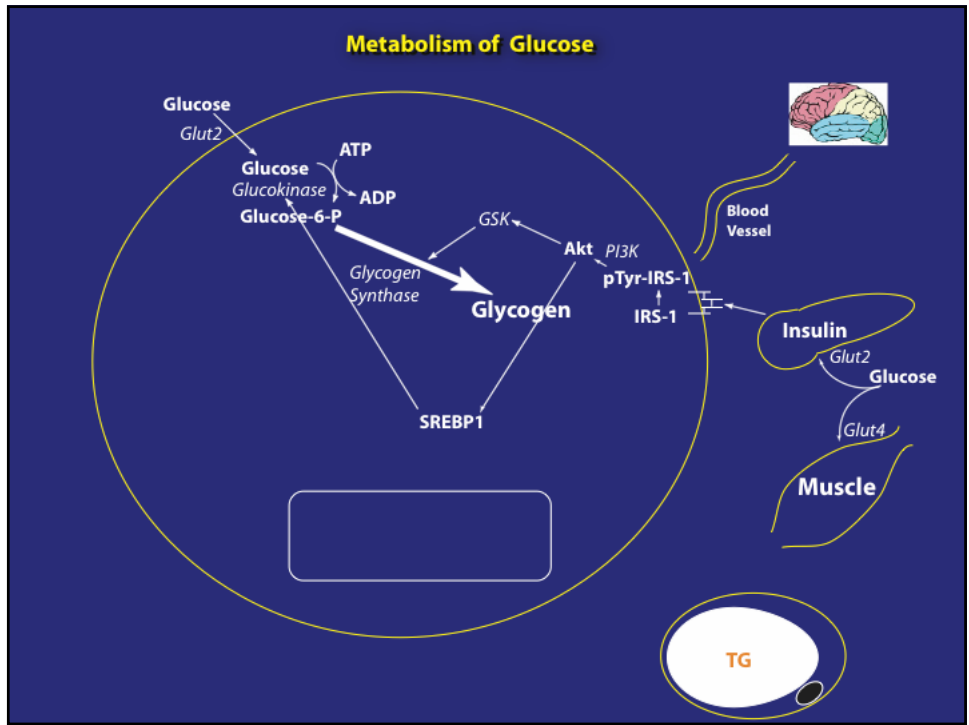 Metabolism of Glucose
Glucose
Glut2
Glucose
Glucokinase
ATP
ADP
Glucose-6-P
GSK
Akt
PI3K
pTyr-IRS-1
IRS-1
Glycogen
Synthase
Glycogen
SREBP1
Blood
Vessel
Insulin
Glut2
Glucose
Glut4
Muscle
TG